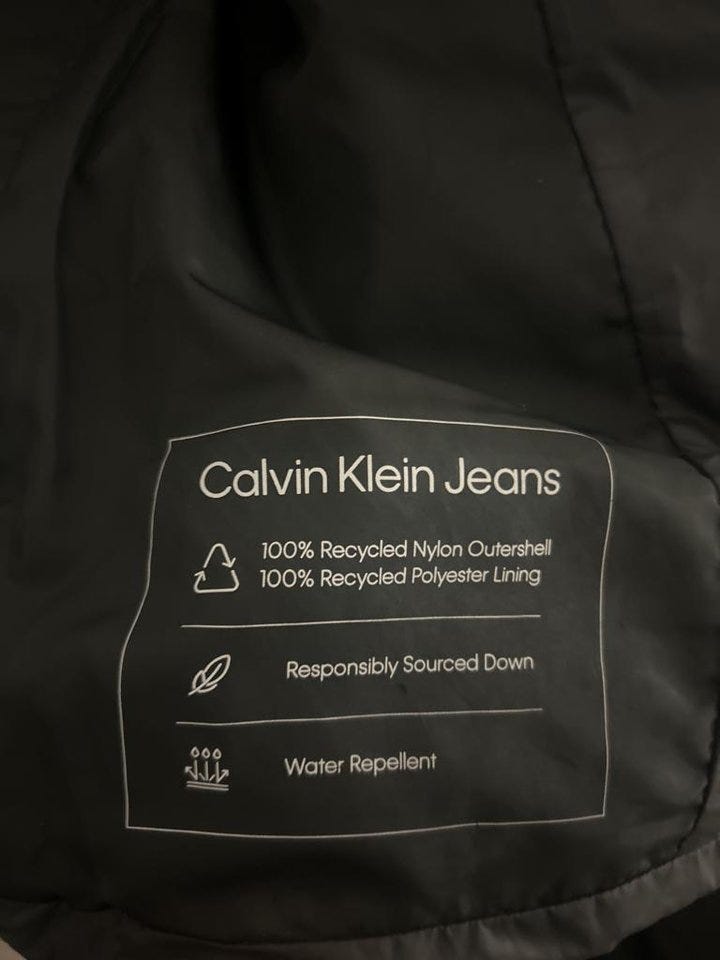 Calvin Klein Jeans
100% Recycled Nylon Outershell
100% Recycled Polyester Lining
Responsibly Sourced Down
Water Repellent